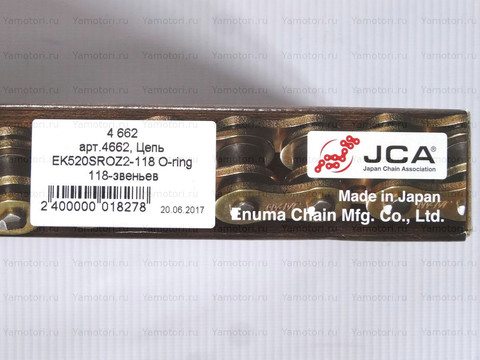 4 662
арт.4662, Цепь
EK520SROZ2-118 O-ring
118-звеньев
2 400000 018278
20.06.2017
JCA®
Japan Chain Association
Made in Japan
Enuma Chain Mfg. Co., Ltd.
Yamotori.ru